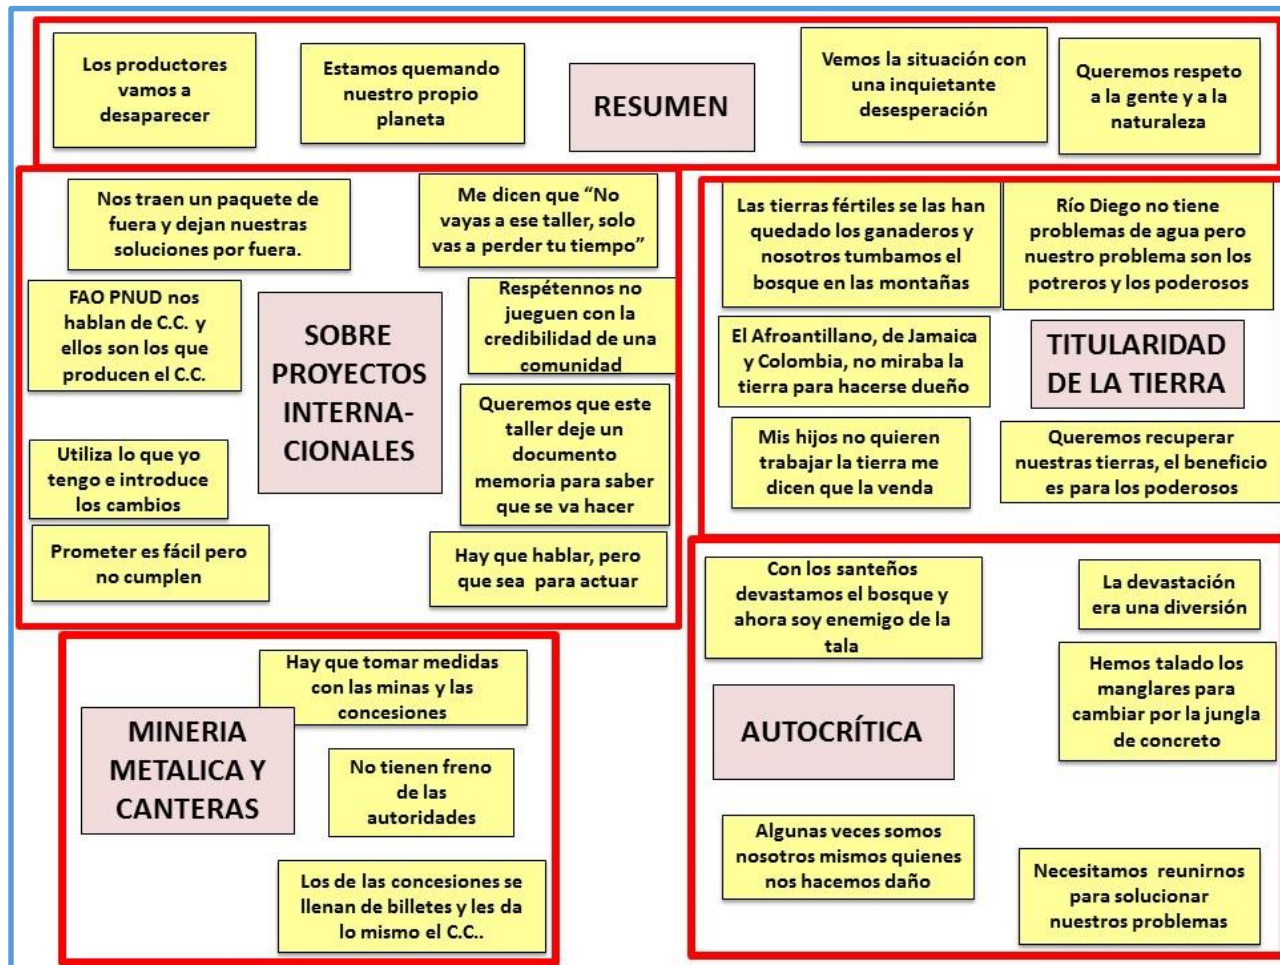 Los productores
vamos a
desaparecer
Estamos quemando
nuestro propio
planeta
RESUMEN
Vemos la situación con
una inquietante
desesperación
Queremos respeto
a la gente y a la
naturaleza
Nos traen un paquete de
fuera y dejan nuestras
soluciones por fuera.
Me dicen que “No
vayas a ese taller, solo
vas a perder tu tiempo”
FAO PNUD nos
hablan de C.C. y
ellos son los que
producen el C.C.
SOBRE
PROYECTOS
INTERNA-
CIONALES
Respétennos no
jueguen con la
credibilidad de una
comunidad
Queremos que este
taller deje un
documento
memoria para saber
que se va hacer
Utiliza lo que yo
tengo e introduce
los cambios
Prometer es fácil pero
no cumplen
Hay que hablar, pero
que sea para actuar
Las tierras fértiles se las han
quedado los ganaderos y
nosotros tumbamos el
bosque en las montañas
Río Diego no tiene
problemas de agua pero
nuestro problema son los
potreros y los poderosos
El Afroantillano, de Jamaica
y Colombia, no miraba la
tierra para hacerse dueño
TITULARIDAD
DE LA TIERRA
Mis hijos no quieren
trabajar la tierra me
dicen que la venda
Queremos recuperar
nuestras tierras, el beneficio
es para los poderosos
Hay que tomar medidas
con las minas y las
concesiones
MINERIA
METALICA Y
CANTERAS
No tienen freno
de las
autoridades
Los de las concesiones se
llenan de billetes y les da
lo mismo el C.C..
Con los santeños
devastamos el bosque y
ahora soy enemigo de la
tala
La devastación
era una diversión
AUTOCRÍTICA
Hemos talado los
manglares para
cambiar por la jungla
de concreto
Algunas veces somos
nosotros mismos quienes
nos hacemos daño
Necesitamos reunirnos
para solucionar
nuestros problemas